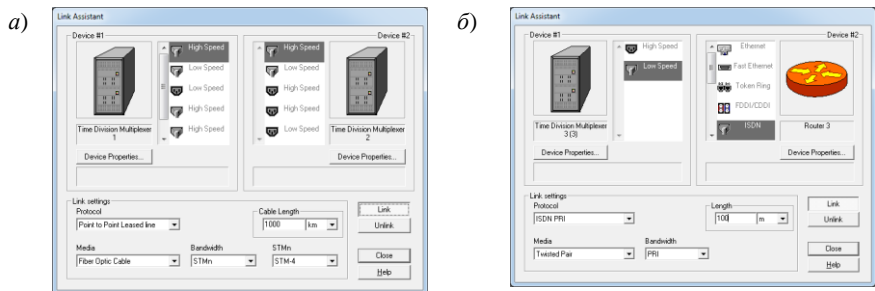 а)
Link Assistant
Device #1
High Speed
Low Speed
High Speed
High Speed
High Speed
Time Division Multiplexer
1
Device Properties...
Device #2
High Speed
Low Speed
High Speed
High Speed
Low Speed
Time Division Multiplexer
2
Device Properties...
Link settings
Protocol
Point to Point Leased line
Cable Length
1000 km
Media
Fiber Optic Cable
Bandwidth
STMn
STMn
STM-4
Link
Unlink
Close
Help
б)
Link Assistant
Device #1
High Speed
Low Speed
Time Division Multiplexer
3 (3)
Device Properties...
Device #2
Ethernet
Fast Ethernet
Token Ring
FDDI/CDDI
ISDN
Router 3
Device Properties...
Link settings
Protocol
ISDN PRI
Length
100 m
Media
Twisted Pair
Bandwidth
PRI
Link
Unlink
Close
Help